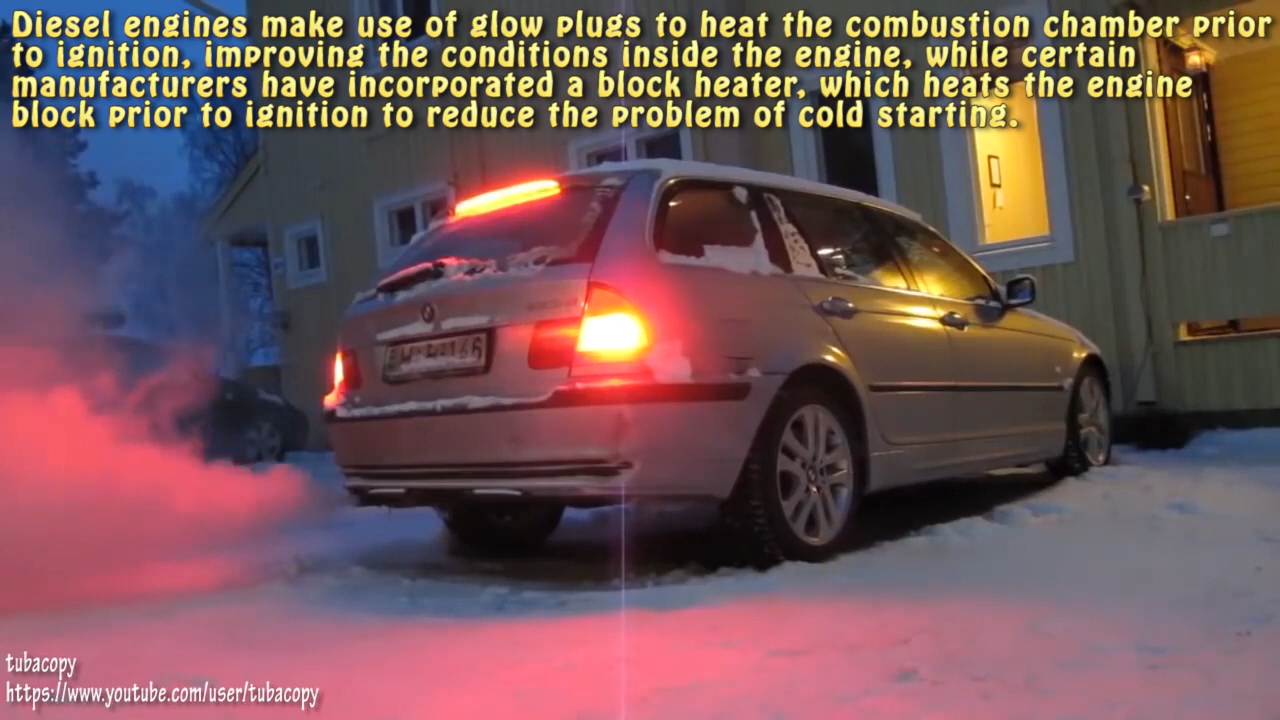 Diesel engines make use of glow plugs to heat the combustion chamber prior
to ignition, improving the conditions inside the engine, while certain
manufacturers have incorporated a block heater, which heats the engine
block prior to ignition to reduce the problem of cold starting.
tubacopy
https://www.youtube.com/user/tubacopy